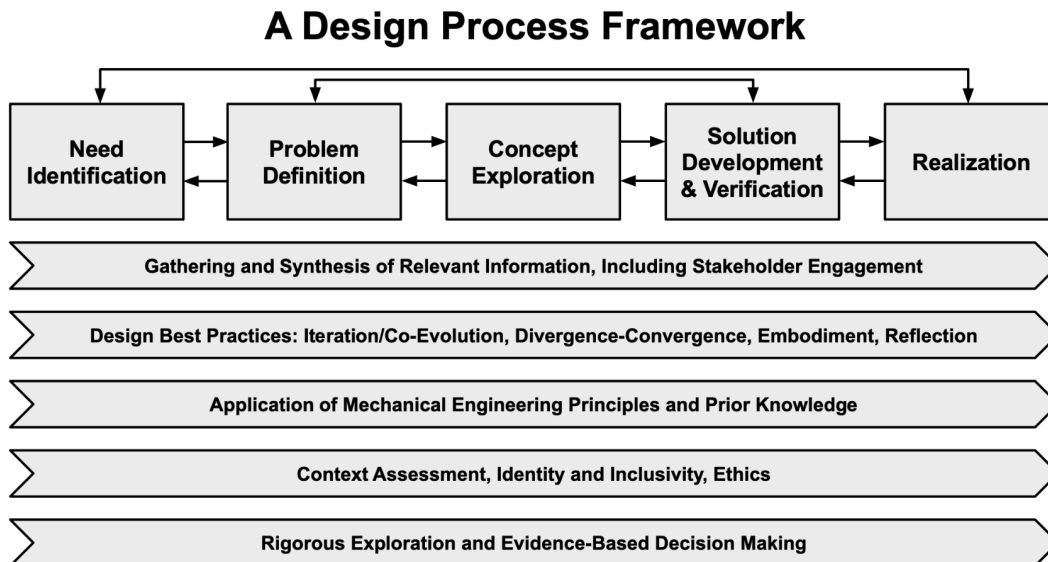 A Design Process Framework
Need
Identification
Problem
Definition
Concept
Exploration
Solution
Development
& Verification
Realization
Gathering and Synthesis of Relevant Information, Including Stakeholder Engagement
Design Best Practices: Iteration/Co-Evolution, Divergence-Convergence, Embodiment, Reflection
Application of Mechanical Engineering Principles and Prior Knowledge
Context Assessment, Identity and Inclusivity, Ethics
Rigorous Exploration and Evidence-Based Decision Making